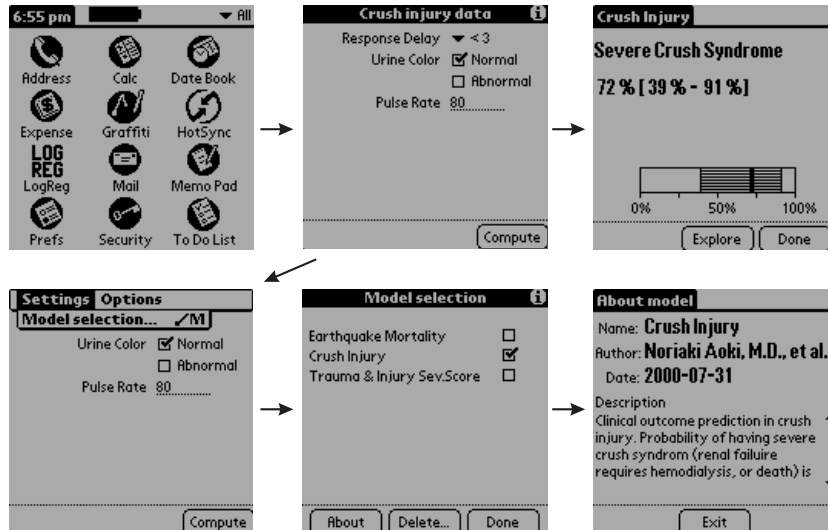 6:55 pm
All
Address
Calc
Date Book
Expense
Graffiti
HotSync
LOG
REG
LogReg
Mail
Memo Pad
Prefs
Security
To Do List
Crush injury data
Response Delay < 3
Urine Color Normal
Abnormal
Pulse Rate 80
Compute
Crush Injury
Severe Crush Syndrome
72 % [ 39 % - 91 %]
0% 50% 100%
Explore Done
Settings Options
Model selection... /M
Urine Color Normal
Abnormal
Pulse Rate 80
Compute
Model selection
Earthquake Mortality
Crush Injury
Trauma & Injury Sev.Score
About Delete... Done
About model
Name: Crush Injury
Author: Noriaki Aoki, M.D., et al.
Date: 2000-07-31
Description
Clinical outcome prediction in crush
injury. Probability of having severe
crush syndrom (renal failuire
requires hemodialysis, or death) is
Exit